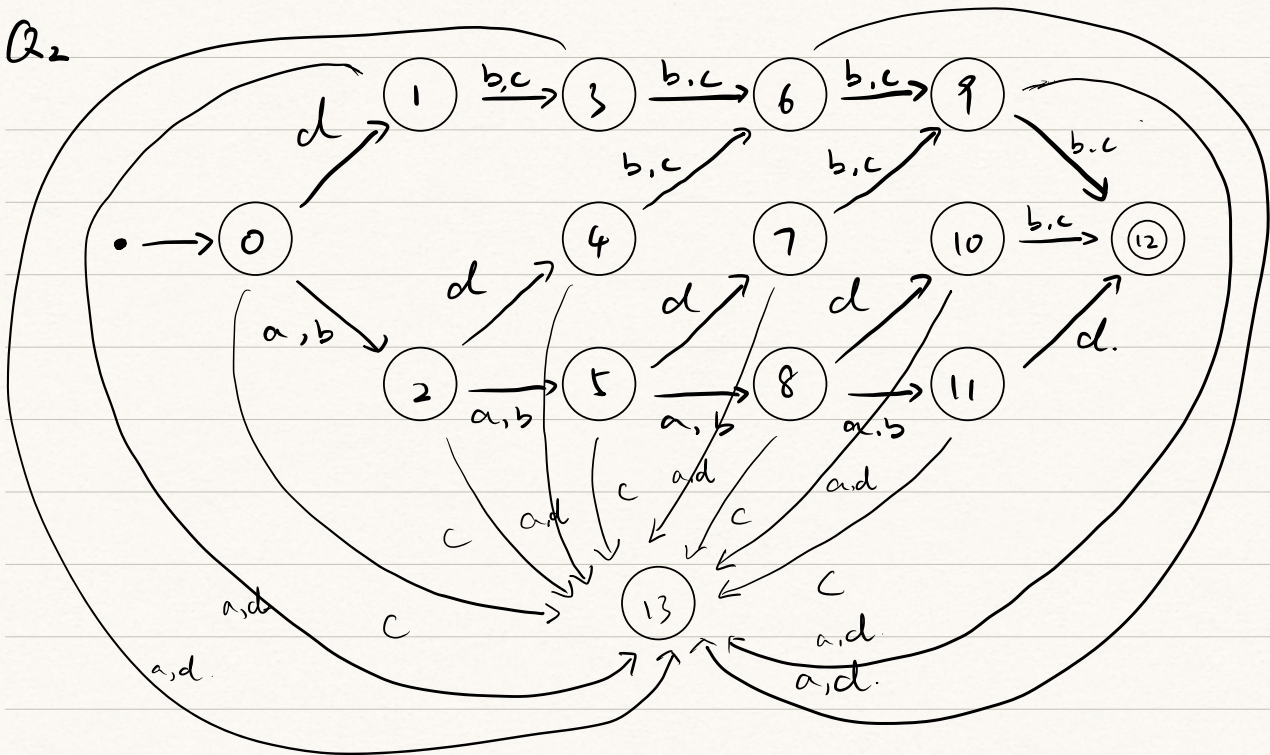 Q2
1 b,c 3 b,c 6 b,c 9
d b,c b,c b.c
0 4 7 10 b,c 12
a,b d d d d.
2 a,b 5 a,b 8 a.b 11
c a,d c a,d c a,d c
13
a,d c a,d.
a,d. a,d.